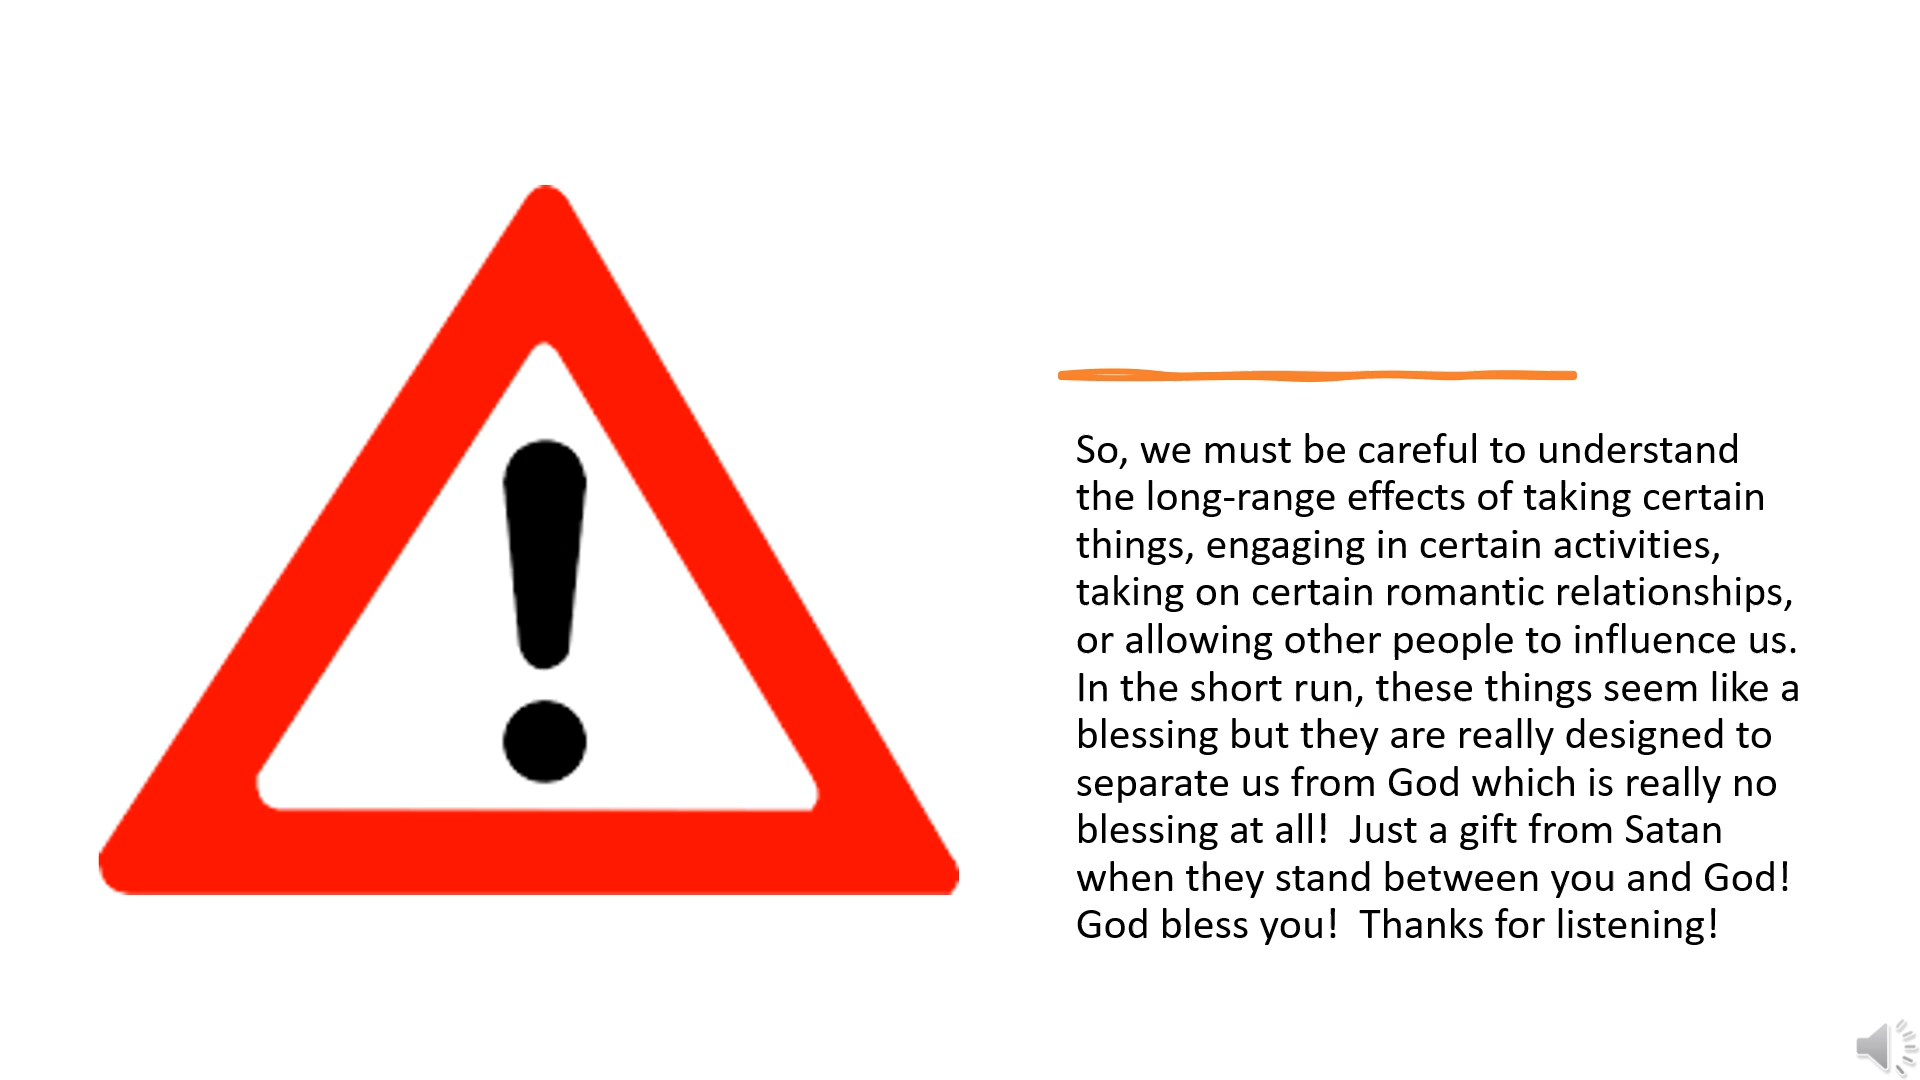 So, we must be careful to understand
the long-range effects of taking certain
things, engaging in certain activities,
taking on certain romantic relationships,
or allowing other people to influence us.
In the short run, these things seem like a
blessing but they are really designed to
separate us from God which is really no
blessing at all!  Just a gift from Satan
when they stand between you and God!
God bless you!  Thanks for listening!